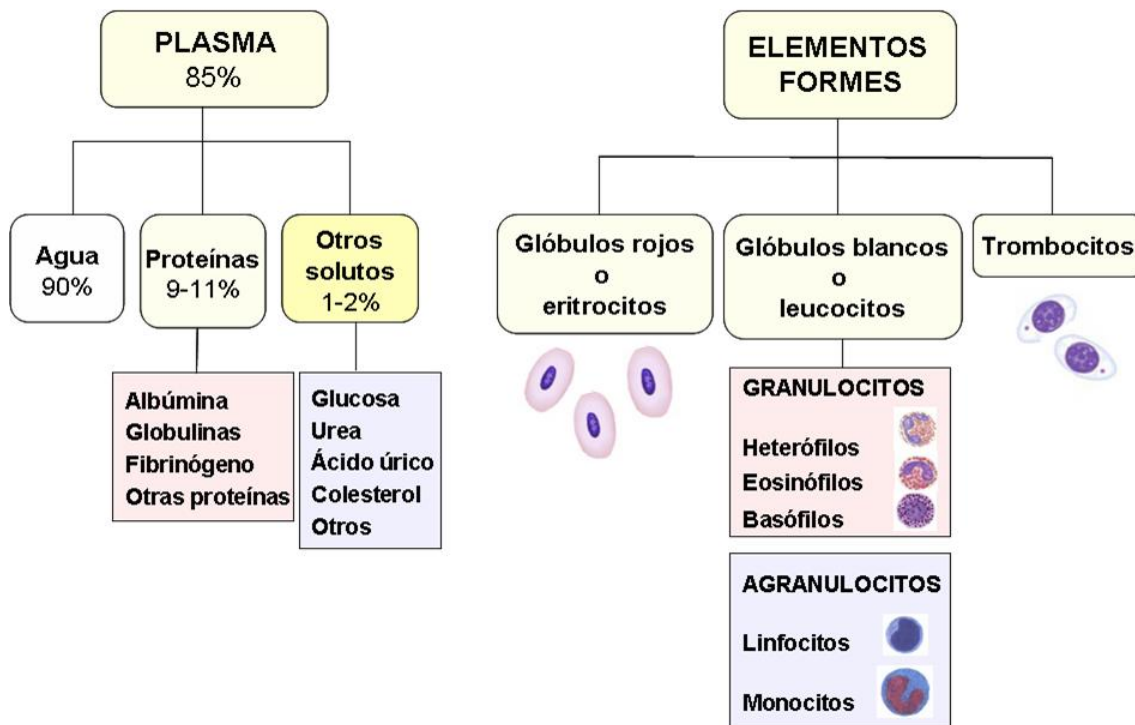 PLASMA
85%
Agua
90%
Proteínas
9-11%
Otros
solutos
1-2%
Albúmina
Globulinas
Fibrinógeno
Otras proteínas
Glucosa
Urea
Ácido úrico
Colesterol
Otros
ELEMENTOS
FORMES
Glóbulos rojos
o
eritrocitos
Glóbulos blancos
o
leucocitos
Trombocitos
GRANULOCITOS
Heterófilos
Eosinófilos
Basófilos
AGRANULOCITOS
Linfocitos
Monocitos